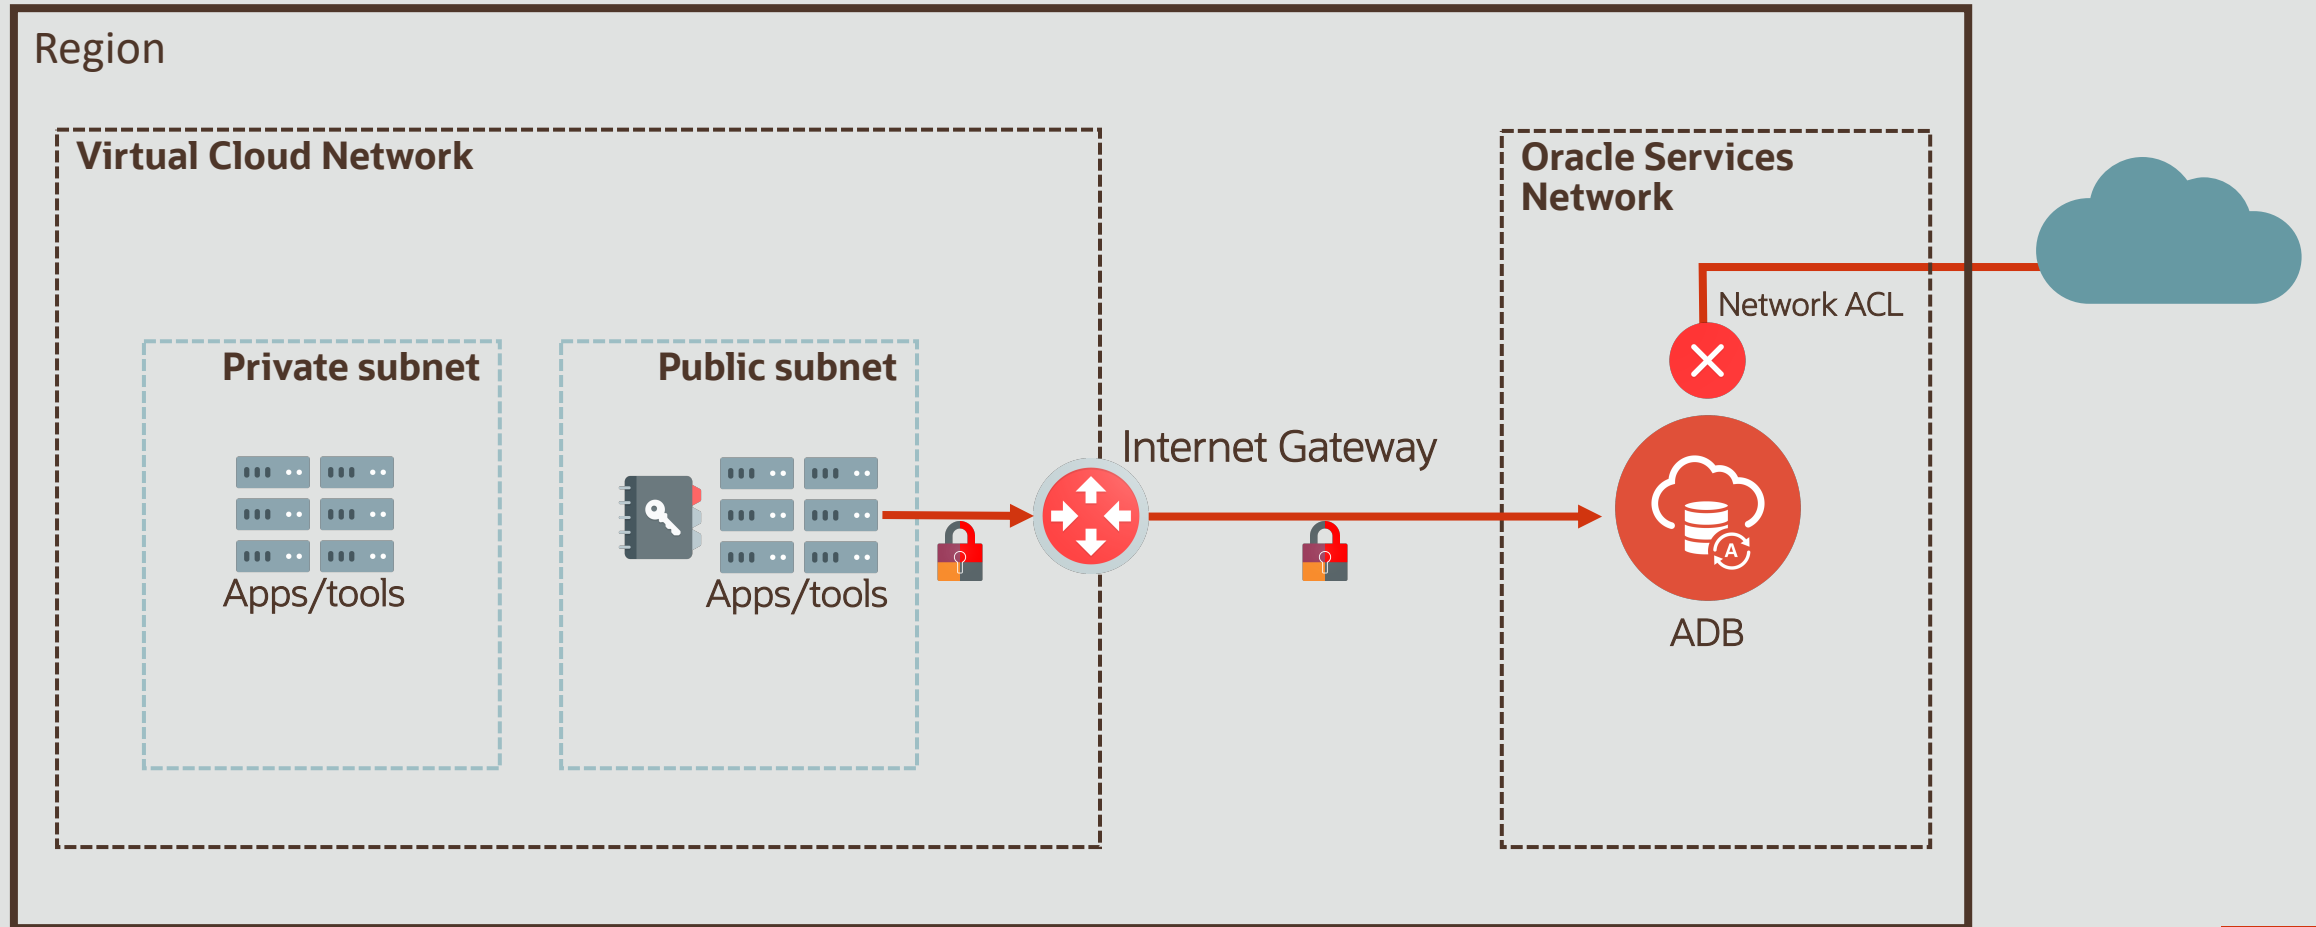 Region
Virtual Cloud Network
Oracle Services
Network
Network ACL
Private subnet
Public subnet
Internet Gateway
A
Apps/tools
Apps/tools
ADB